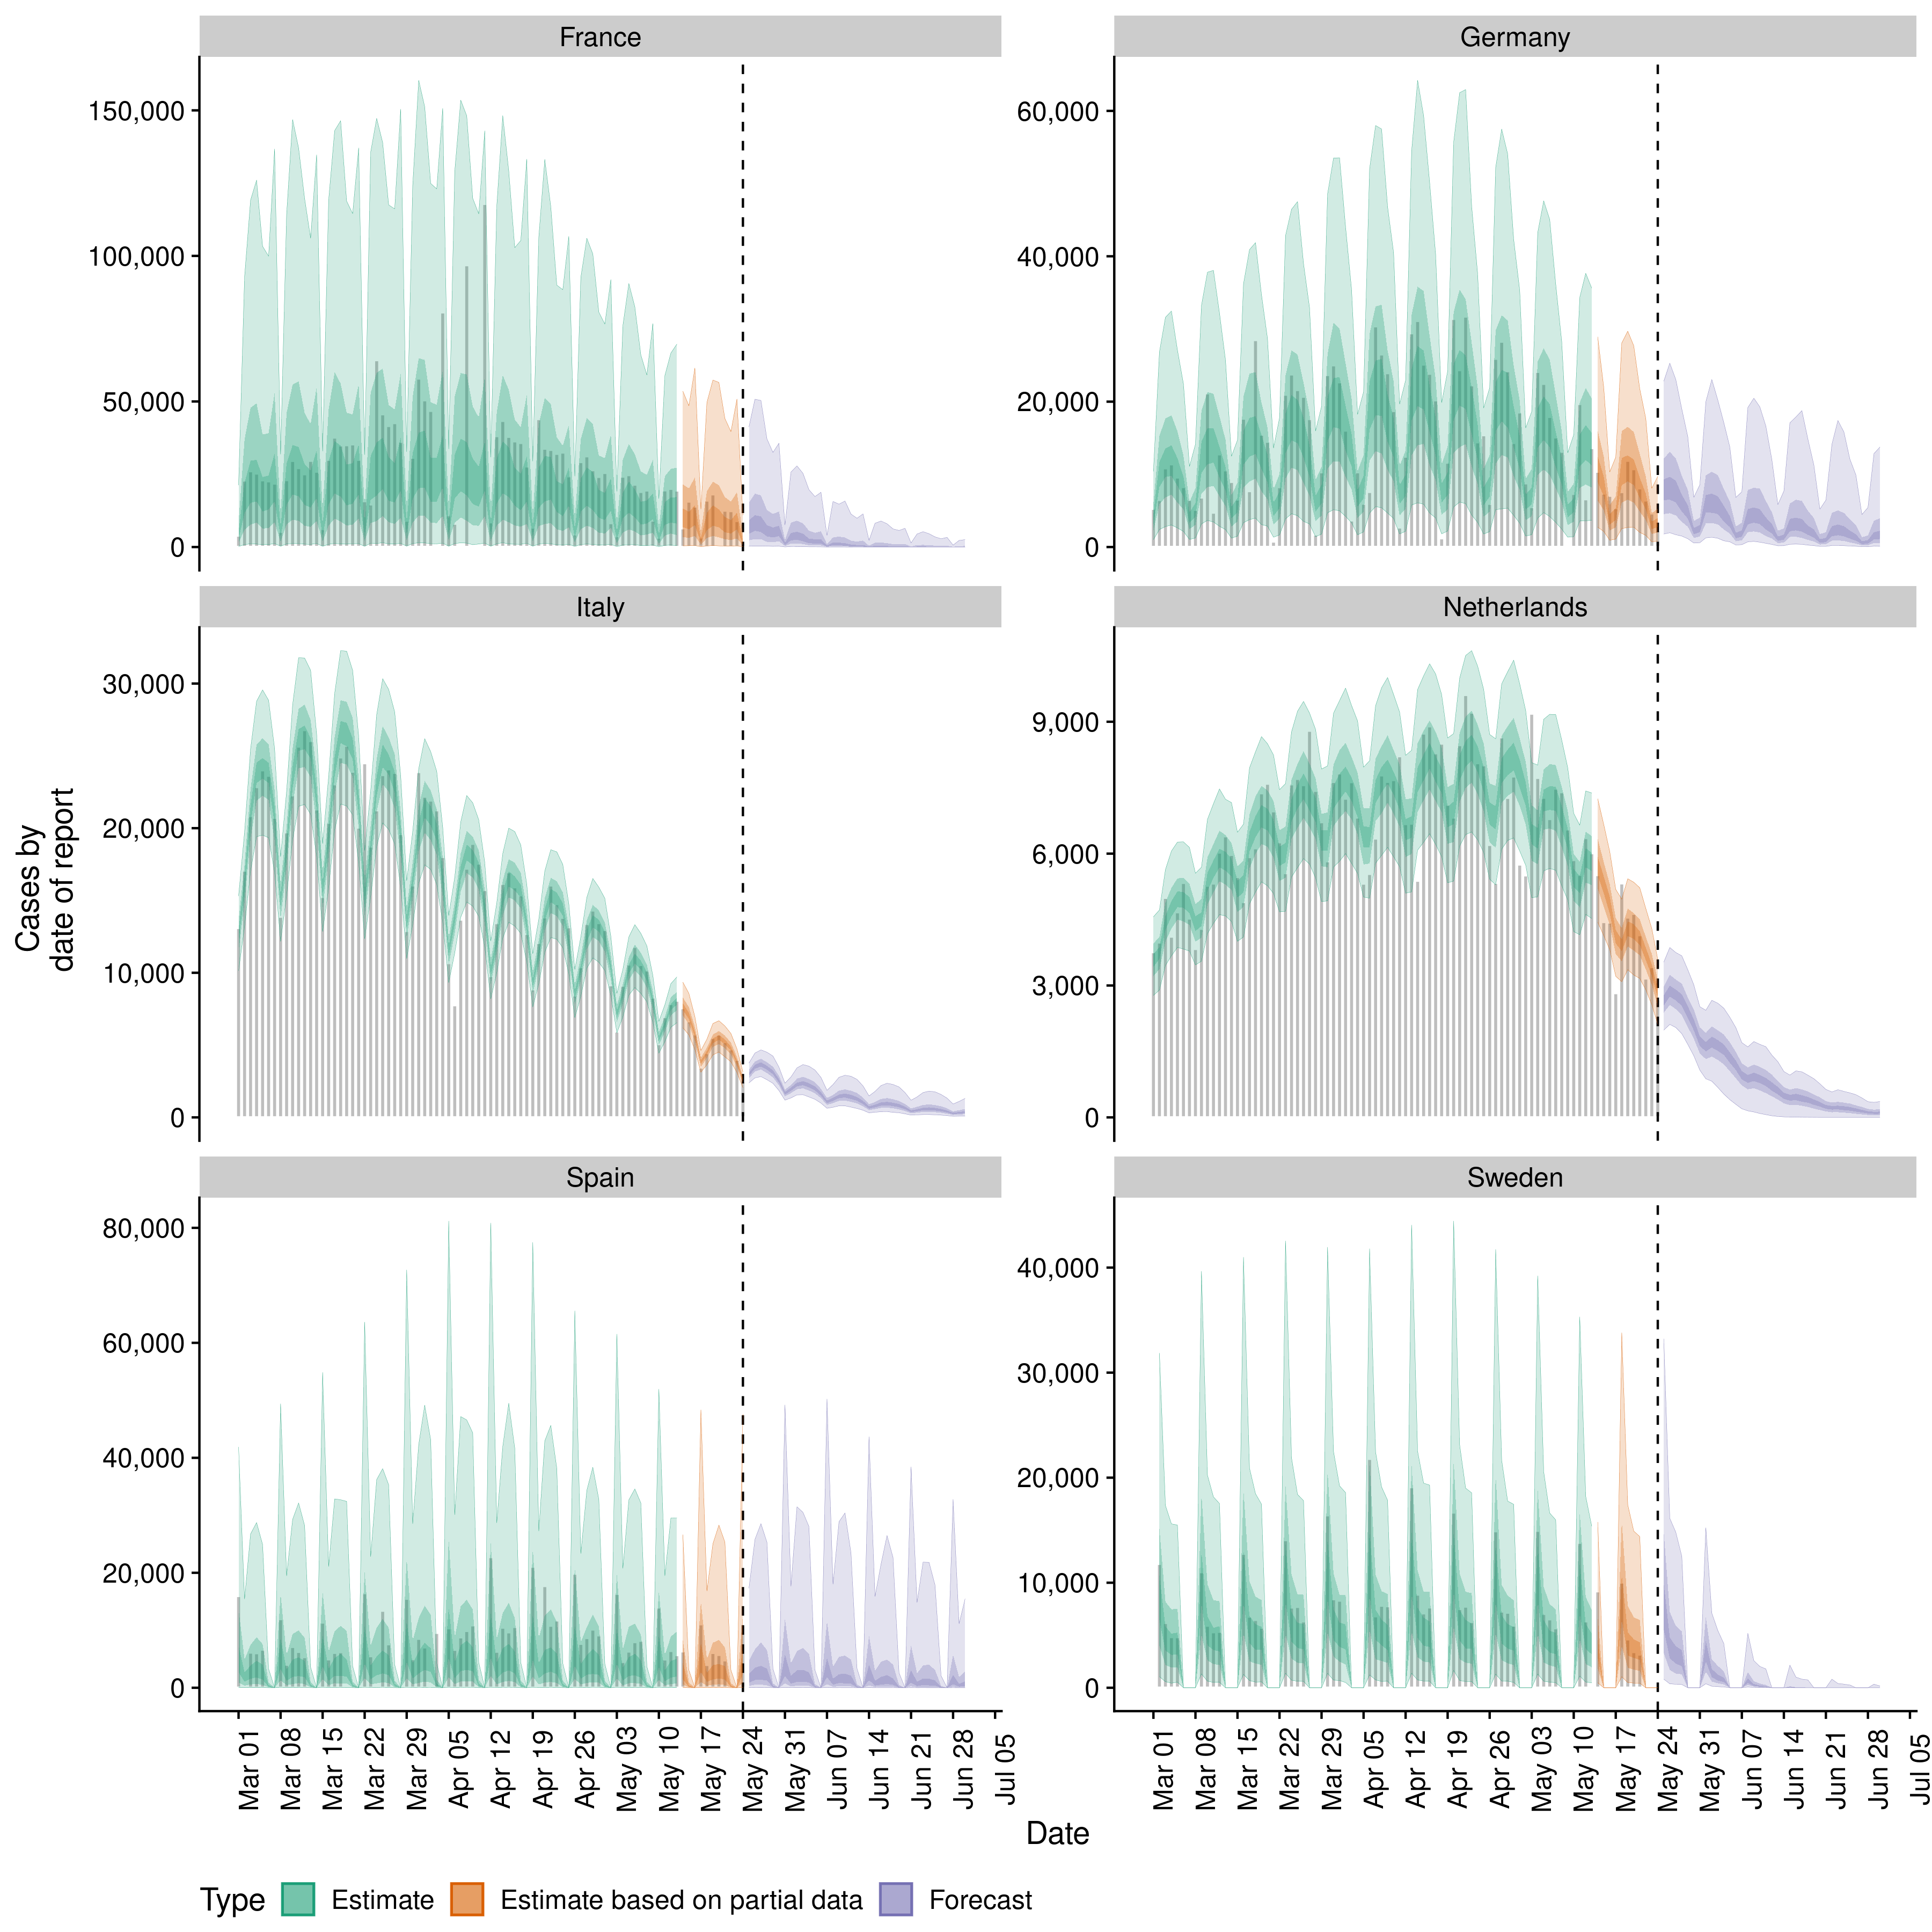 France
Germany
150,000
100,000
50,000
0
60,000
40,000
20,000
0
Italy
Netherlands
30,000
20,000
10,000
0
9,000
6,000
3,000
0
Cases by
date of report
Spain
Sweden
80,000
60,000
40,000
20,000
0
40,000
30,000
20,000
10,000
0
Mar 01
Mar 08
Mar 15
Mar 22
Mar 29
Apr 05
Apr 12
Apr 19
Apr 26
May 03
May 10
May 17
May 24
May 31
Jun 07
Jun 14
Jun 21
Jun 28
Jul 05
Mar 01
Mar 08
Mar 15
Mar 22
Mar 29
Apr 05
Apr 12
Apr 19
Apr 26
May 03
May 10
May 17
May 24
May 31
Jun 07
Jun 14
Jun 21
Jun 28
Jul 05
Date
Type Estimate Estimate based on partial data Forecast